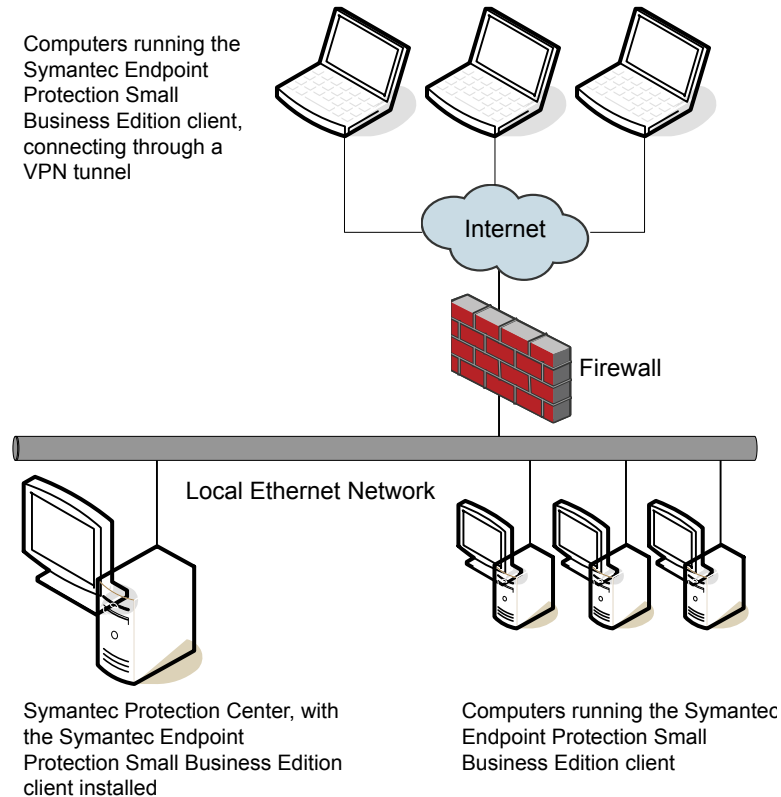 Computers running the
Symantec Endpoint
Protection Small
Business Edition client,
connecting through a
VPN tunnel
Internet
Firewall
Local Ethernet Network
Symantec Protection Center, with
the Symantec Endpoint
Protection Small Business Edition
client installed
Computers running the Symantec
Endpoint Protection Small
Business Edition client